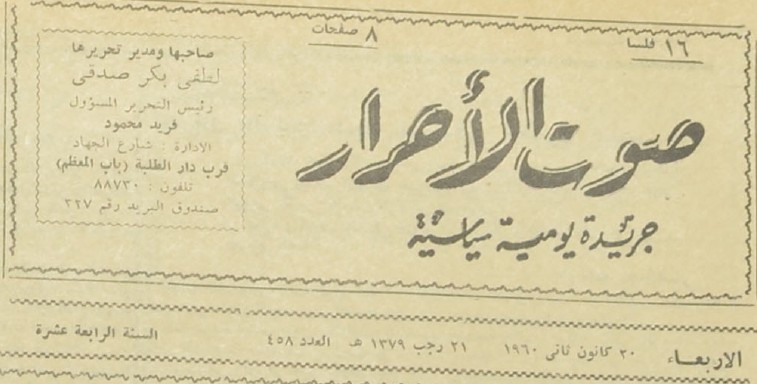 ١٦ فلسا
٨ صفحات
صوت الأحرار
جريدة يومية سياسية
صاحبها ومدير تحريرها
لطفي بكر صدقي
رئيس التحرير المسؤول
فريد محمود
الادارة : شارع الجهاد
قرب دار الطلبة (باب المعظم)
تلفون : ٨٨٧٣٠
صندوق البريد رقم ٣٢٧
الاربعاء ٢٠ كانون ثاني ١٩٦٠ ٢١ رجب ١٣٧٩ هـ العدد ٤٥٨ السنة الرابعة عشرة